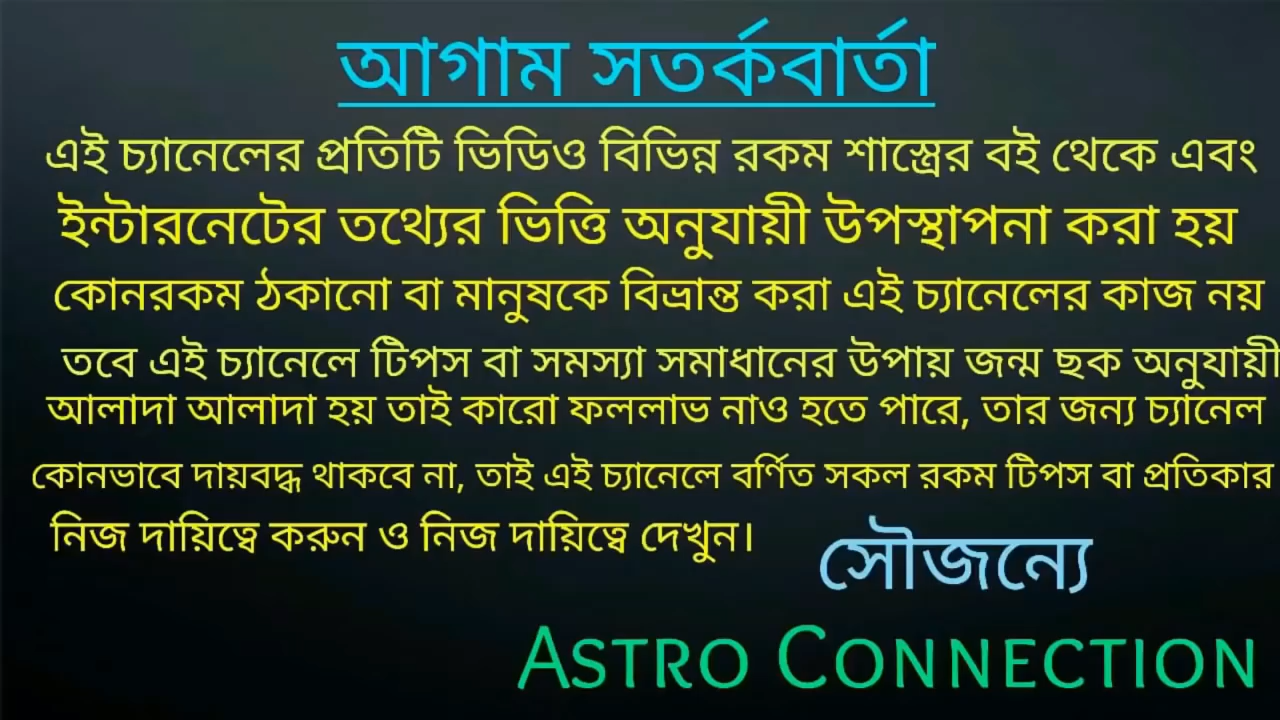 আগাম সতর্কবার্তা
এই চ্যানেলের প্রতিটি ভিডিও বিভিন্ন রকম শাস্ত্রের বই থেকে এবং
ইন্টারনেটের তথ্যের ভিত্তি অনুযায়ী উপস্থাপনা করা হয়
কোনরকম ঠকানো বা মানুষকে বিভ্রান্ত করা এই চ্যানেলের কাজ নয়
তবে এই চ্যানেলে টিপস বা সমস্যা সমাধানের উপায় জন্ম ছক অনুযায়ী
আলাদা আলাদা হয় তাই কারো ফললাভ নাও হতে পারে, তার জন্য চ্যানেল
কোনভাবে দায়বদ্ধ থাকবে না, তাই এই চ্যানেলে বর্ণিত সকল রকম টিপস বা প্রতিকার
নিজ দায়িত্বে করুন ও নিজ দায়িত্বে দেখুন।
সৌজন্যে
ASTRO CONNECTION